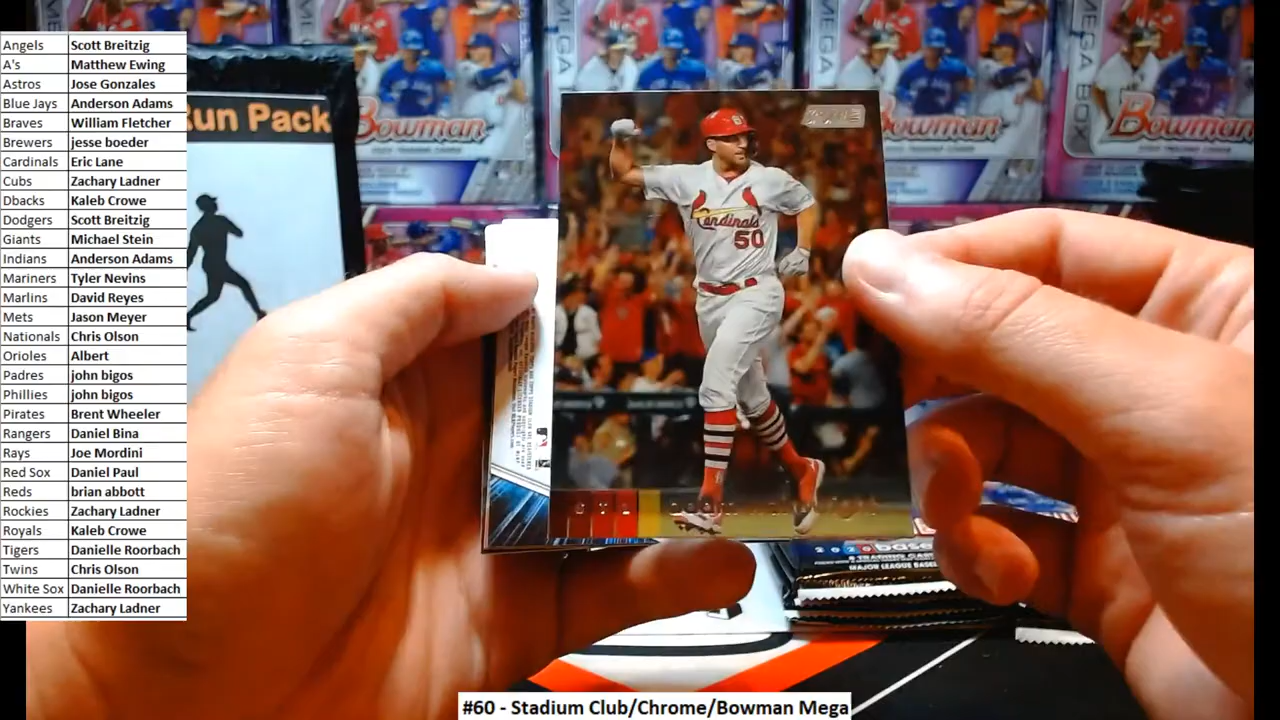 Angels Scott Breitzig
A's Matthew Ewing
Astros Jose Gonzales
Blue Jays Anderson Adams
Braves William Fletcher
Brewers jesse boeder
Cardinals Eric Lane
Cubs Zachary Ladner
Dbacks Kaleb Crowe
Dodgers Scott Breitzig
Giants Michael Stein
Indians Anderson Adams
Mariners Tyler Nevins
Marlins David Reyes
Mets Jason Meyer
Nationals Chris Olson
Orioles Albert
Padres john bigos
Phillies john bigos
Pirates Brent Wheeler
Rangers Daniel Bina
Rays Joe Mordini
Red Sox Daniel Paul
Reds brian abbott
Rockies Zachary Ladner
Royals Kaleb Crowe
Tigers Danielle Roorbach
Twins Chris Olson
White Sox Danielle Roorbach
Yankees Zachary Ladner
Run Pack
MEGA BOX
Bowman
Bowman
Bowman
Cardinals
50
2020 base
MAJOR LEAGUE BASE
#60 - Stadium Club/Chrome/Bowman Mega